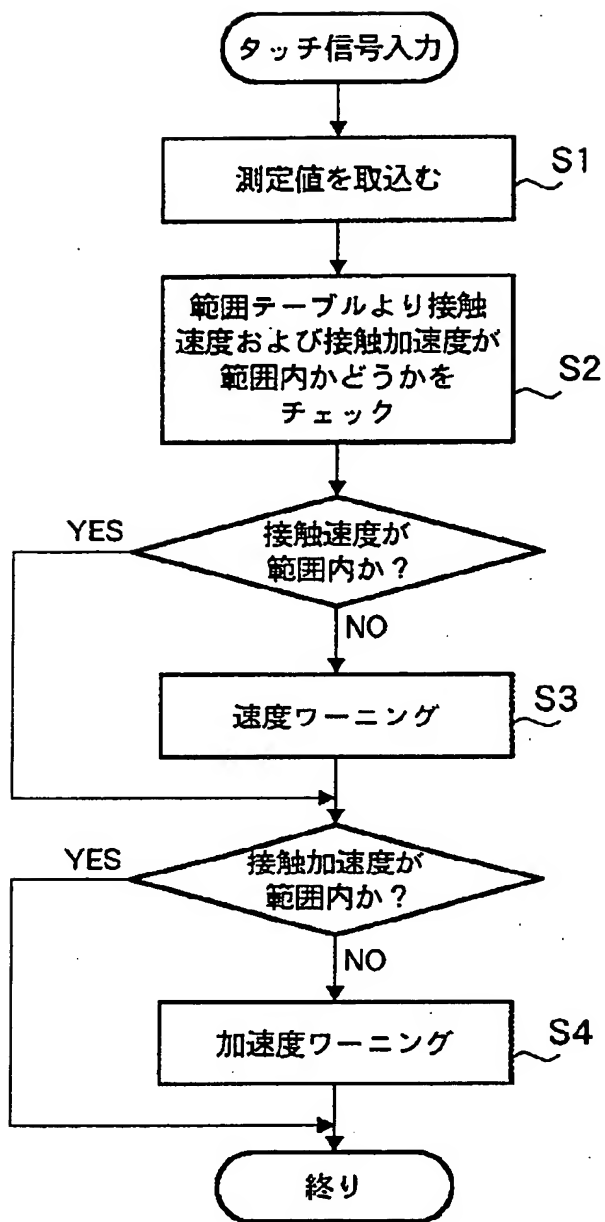 タッチ信号入力
測定値を取込む
S1
範囲テーブルより接触
速度および接触加速度が
範囲内かどうかを
チェック
S2
YES
接触速度が
範囲内か？
NO
速度ワーニング
S3
YES
接触加速度が
範囲内か？
NO
加速度ワーニング
S4
終り